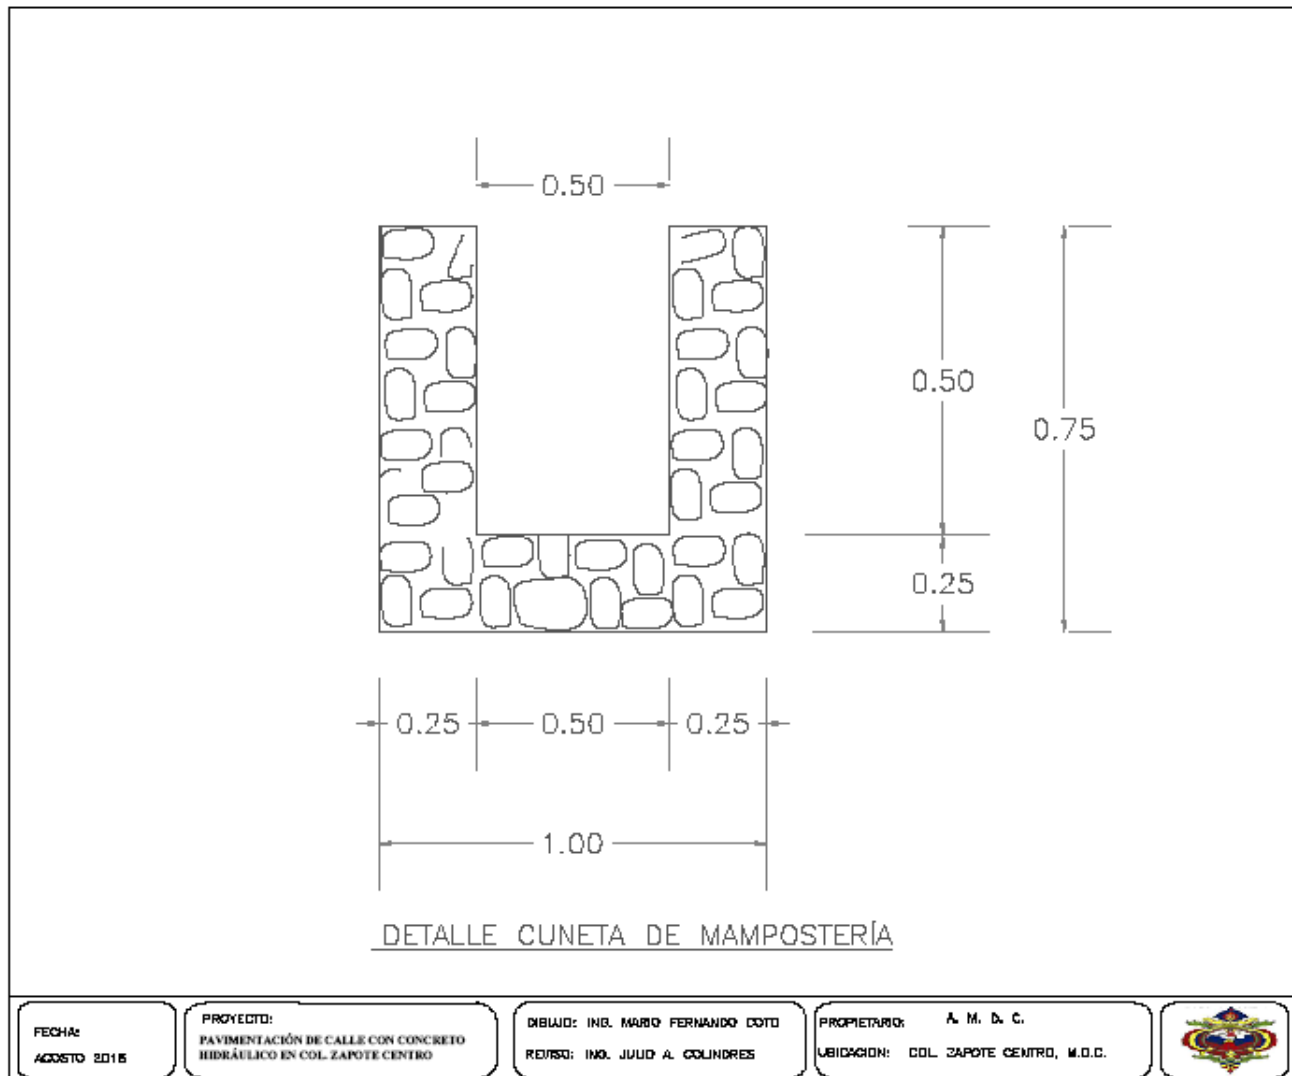 0.50
0.50
0.75
0.25
0.25 0.50 0.25
1.00
DETALLE CUNETA DE MAMPOSTERÍA
FECHA:
AGOSTO 2015
PROYECTO:
PAVIMENTACIÓN DE CALLE CON CONCRETO
HIDRÁULICO EN COL. ZAPOTE CENTRO
DIBUJO: ING. MARIO FERNANDO COTO
REVISO: ING. JULIO A. COLINDRES
PROPIETARIO: A. M. D. C.
UBICACION: COL. ZAPOTE CENTRO, M.D.C.